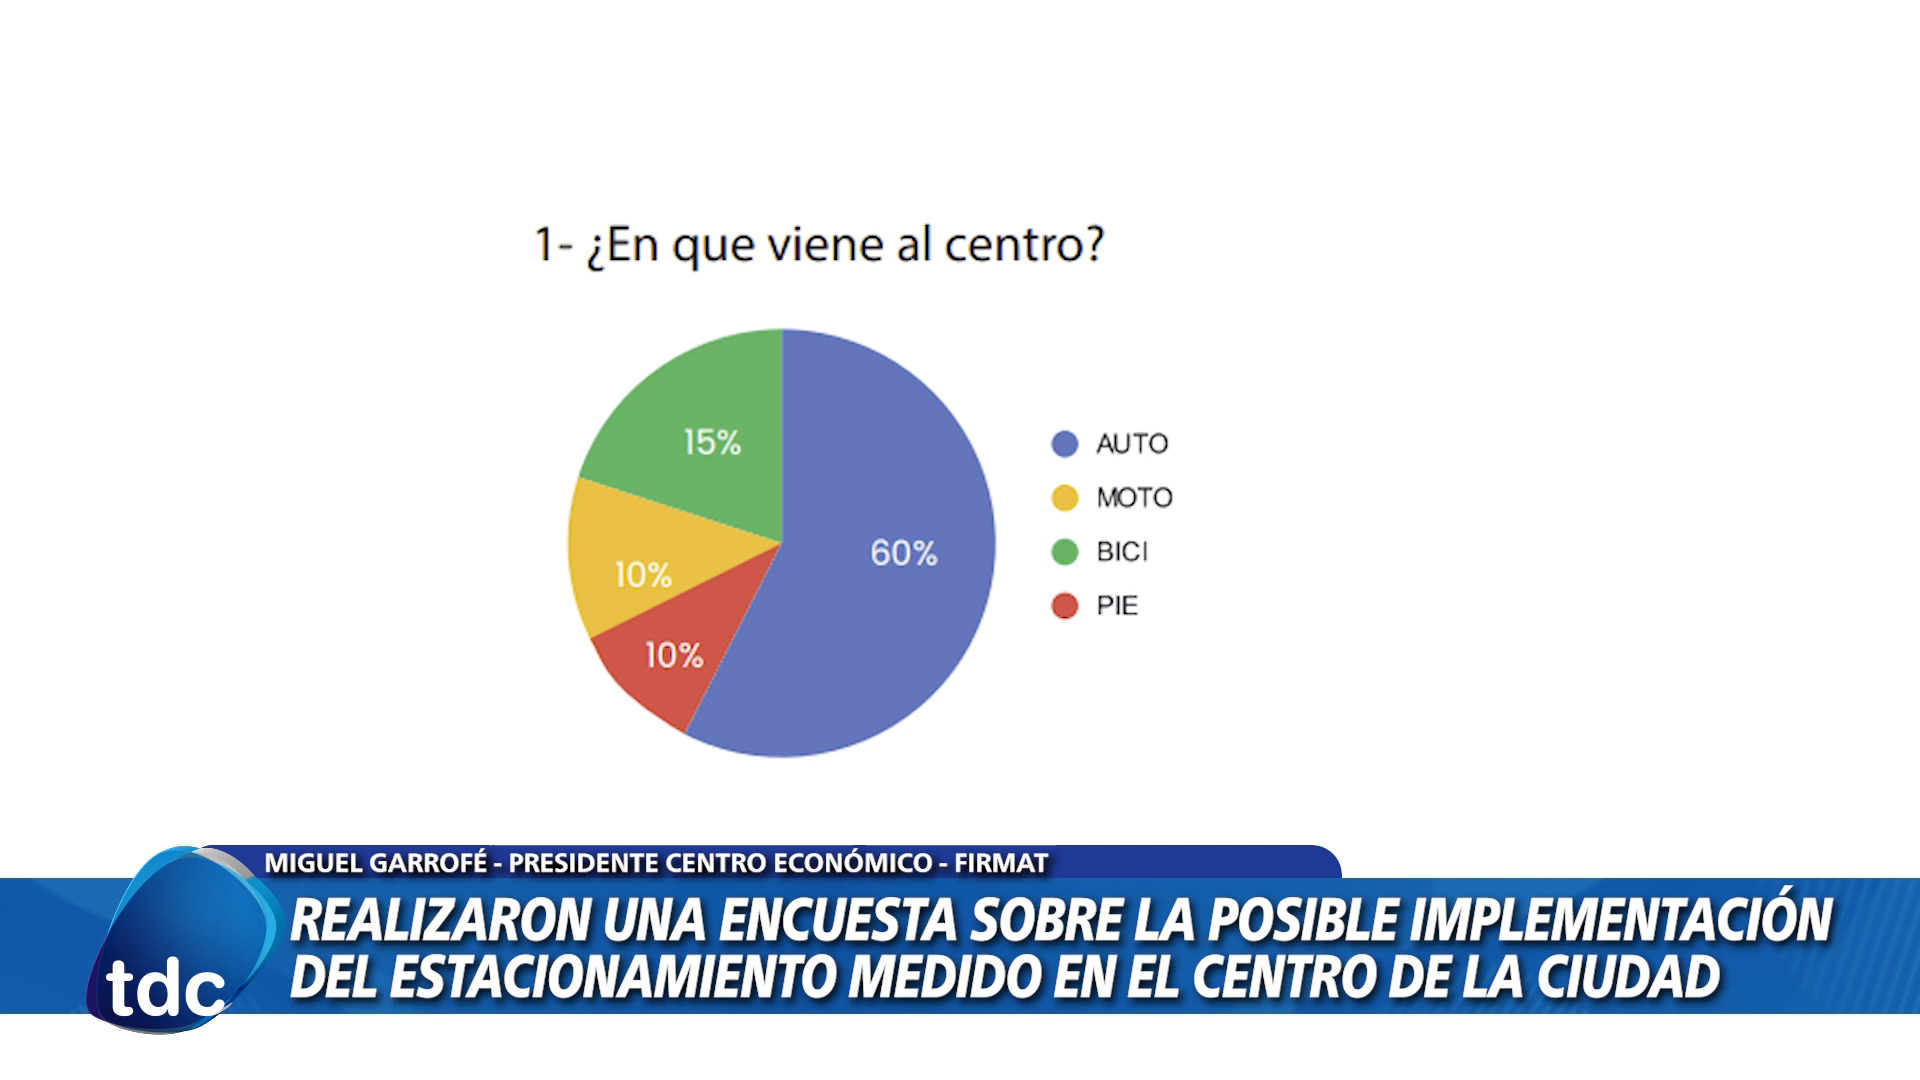 1- ¿En que viene al centro?
15%
60%
10%
10%
AUTO
MOTO
BICI
PIE
MIGUEL GARROFÉ - PRESIDENTE CENTRO ECONÓMICO - FIRMAT
REALIZARON UNA ENCUESTA SOBRE LA POSIBLE IMPLEMENTACIÓN
DEL ESTACIONAMIENTO MEDIDO EN EL CENTRO DE LA CIUDAD
tdc